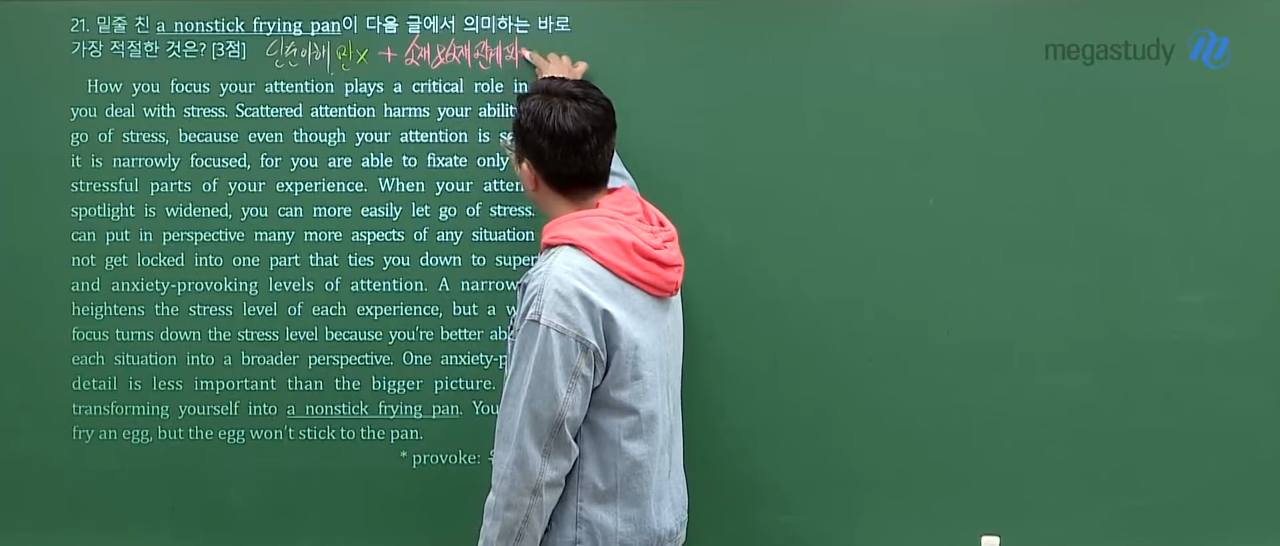 21. 밑줄 친 a nonstick frying pan이 다음 글에서 의미하는 바로
가장 적절한 것은? [3점] 만 X + 소재 & 소재 관계
megastudy
How you focus your attention plays a critical role in
you deal with stress. Scattered attention harms your
go of stress, because even though your attention is
it is narrowly focused, for you are able to fixate only
stressful parts of your experience. When your
spotlight is widened, you can more easily let go of stress.
can put in perspective many more aspects of any situation
not get locked into one part that ties you down to
and anxiety-provoking levels of attention. A
heightens the stress level of each experience, but a
focus turns down the stress level because you're better
each situation into a broader perspective. One
detail is less important than the bigger picture.
transforming yourself into a nonstick frying pan.
fry an egg, but the egg won't stick to the pan.
* provoke: